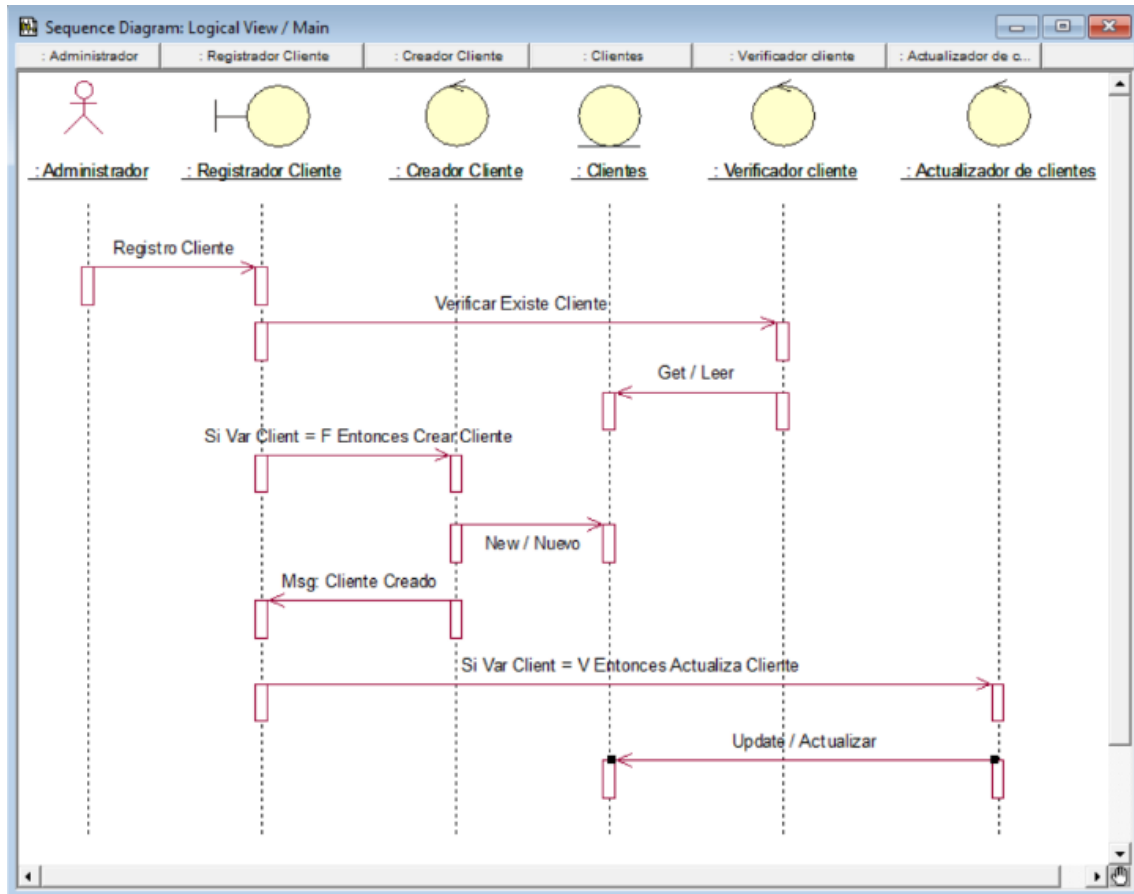 Sequence Diagram: Logical View / Main
: Administrador
: Registrador Cliente
: Creador Cliente
: Clientes
: Verificador cliente
: Actualizador de c...
: Administrador
: Registrador Cliente
: Creador Cliente
: Clientes
: Verificador cliente
: Actualizador de clientes
Registro Cliente
Verificar Existe Cliente
Get / Leer
Si Var Client = F Entonces Crear Cliente
New / Nuevo
Msg: Cliente Creado
Si Var Client = V Entonces Actualiza Cliente
Update / Actualizar